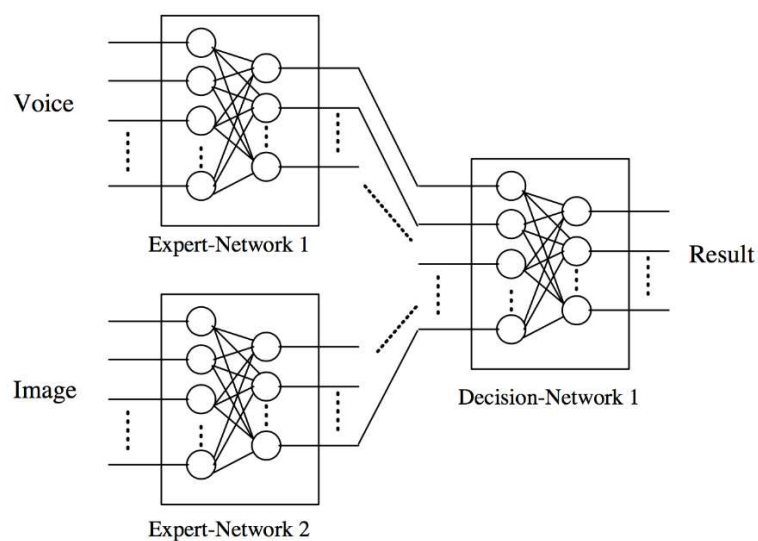 Voice
Expert-Network 1
Result
Image
Decision-Network 1
Expert-Network 2